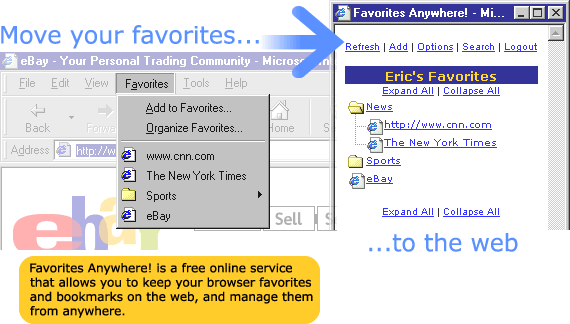 Move your favorites...
eBay - Your Personal Trading Community - Microsoft In
File Edit View Favorites Tools Help
Add to Favorites...
Organize Favorites...
www.cnn.com
The New York Times
Sports
eBay
Back Forward Home S
Address http://w
ebay
Sell S
Favorites Anywhere! - Mi...
Refresh | Add | Options | Search | Logout
Eric's Favorites
Expand All | Collapse All
News
http://www.cnn.com
The New York Times
Sports
eBay
Expand All | Collapse All
...to the web
Favorites Anywhere! is a free online service
that allows you to keep your browser favorites
and bookmarks on the web, and manage them
from anywhere.